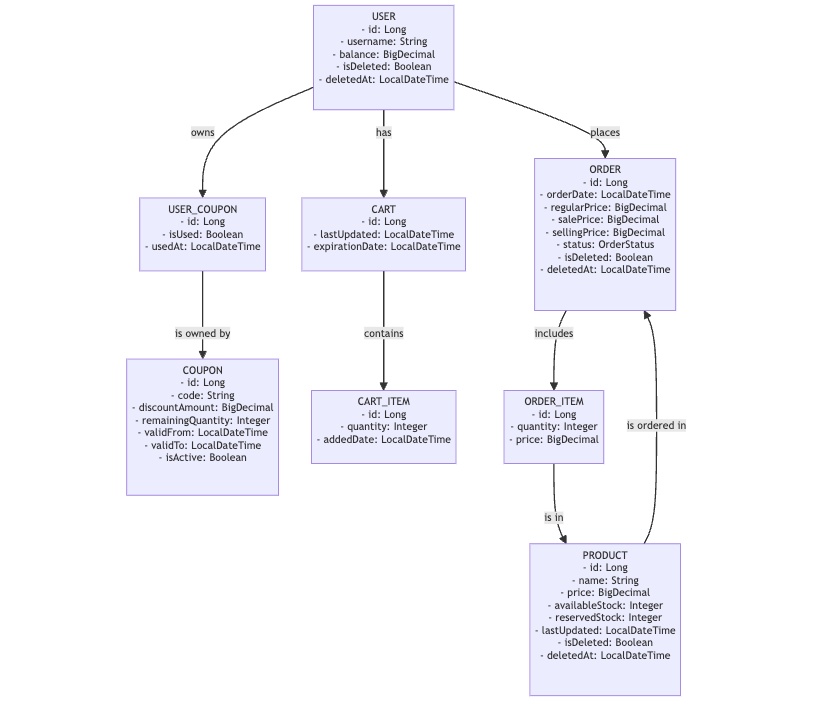 USER
- id: Long
- username: String
- balance: BigDecimal
- isDeleted: Boolean
- deletedAt: LocalDateTime
owns
has
places
USER_COUPON
- id: Long
- isUsed: Boolean
- usedAt: LocalDateTime
CART
- id: Long
- lastUpdated: LocalDateTime
- expirationDate: LocalDateTime
ORDER
- id: Long
- orderDate: LocalDateTime
- regularPrice: BigDecimal
- salePrice: BigDecimal
- sellingPrice: BigDecimal
- status: OrderStatus
- isDeleted: Boolean
- deletedAt: LocalDateTime
is owned by
contains
includes
COUPON
- id: Long
- code: String
- discountAmount: BigDecimal
- remainingQuantity: Integer
- validFrom: LocalDateTime
- validTo: LocalDateTime
- isActive: Boolean
CART_ITEM
- id: Long
- quantity: Integer
- addedDate: LocalDateTime
ORDER_ITEM
- id: Long
- quantity: Integer
- price: BigDecimal
is ordered in
is in
PRODUCT
- id: Long
- name: String
- price: BigDecimal
- availableStock: Integer
- reservedStock: Integer
- lastUpdated: LocalDateTime
- isDeleted: Boolean
- deletedAt: LocalDateTime